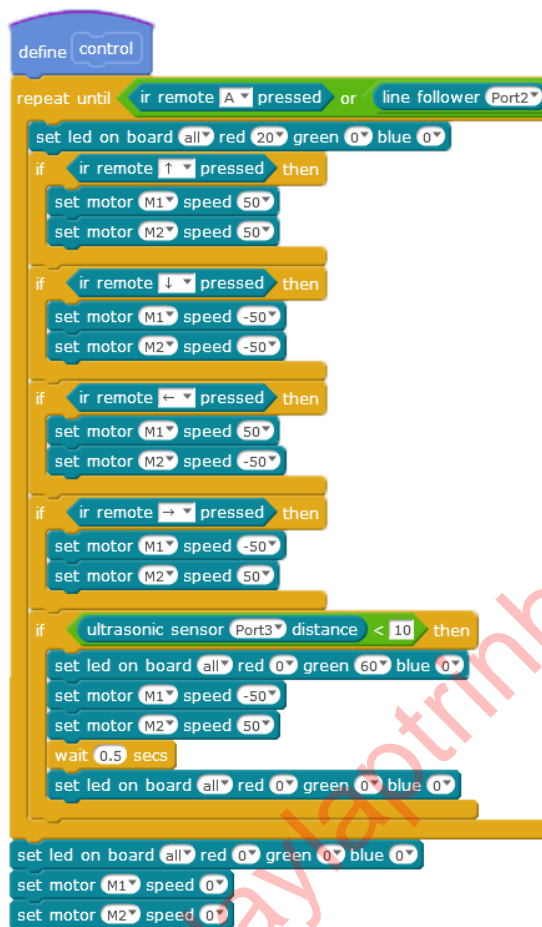 define control
repeat until ir remote A pressed or line follower Port2
set led on board all red 20 green 0 blue 0
if ir remote ↑ pressed then
set motor M1 speed 50
set motor M2 speed 50
if ir remote ↓ pressed then
set motor M1 speed -50
set motor M2 speed -50
if ir remote ← pressed then
set motor M1 speed 50
set motor M2 speed -50
if ir remote → pressed then
set motor M1 speed -50
set motor M2 speed 50
if ultrasonic sensor Port3 distance < 10 then
set led on board all red 0 green 60 blue 0
set motor M1 speed -50
set motor M2 speed 50
wait 0.5 secs
set led on board all red 0 green 0 blue 0
set led on board all red 0 green 0 blue 0
set motor M1 speed 0
set motor M2 speed 0